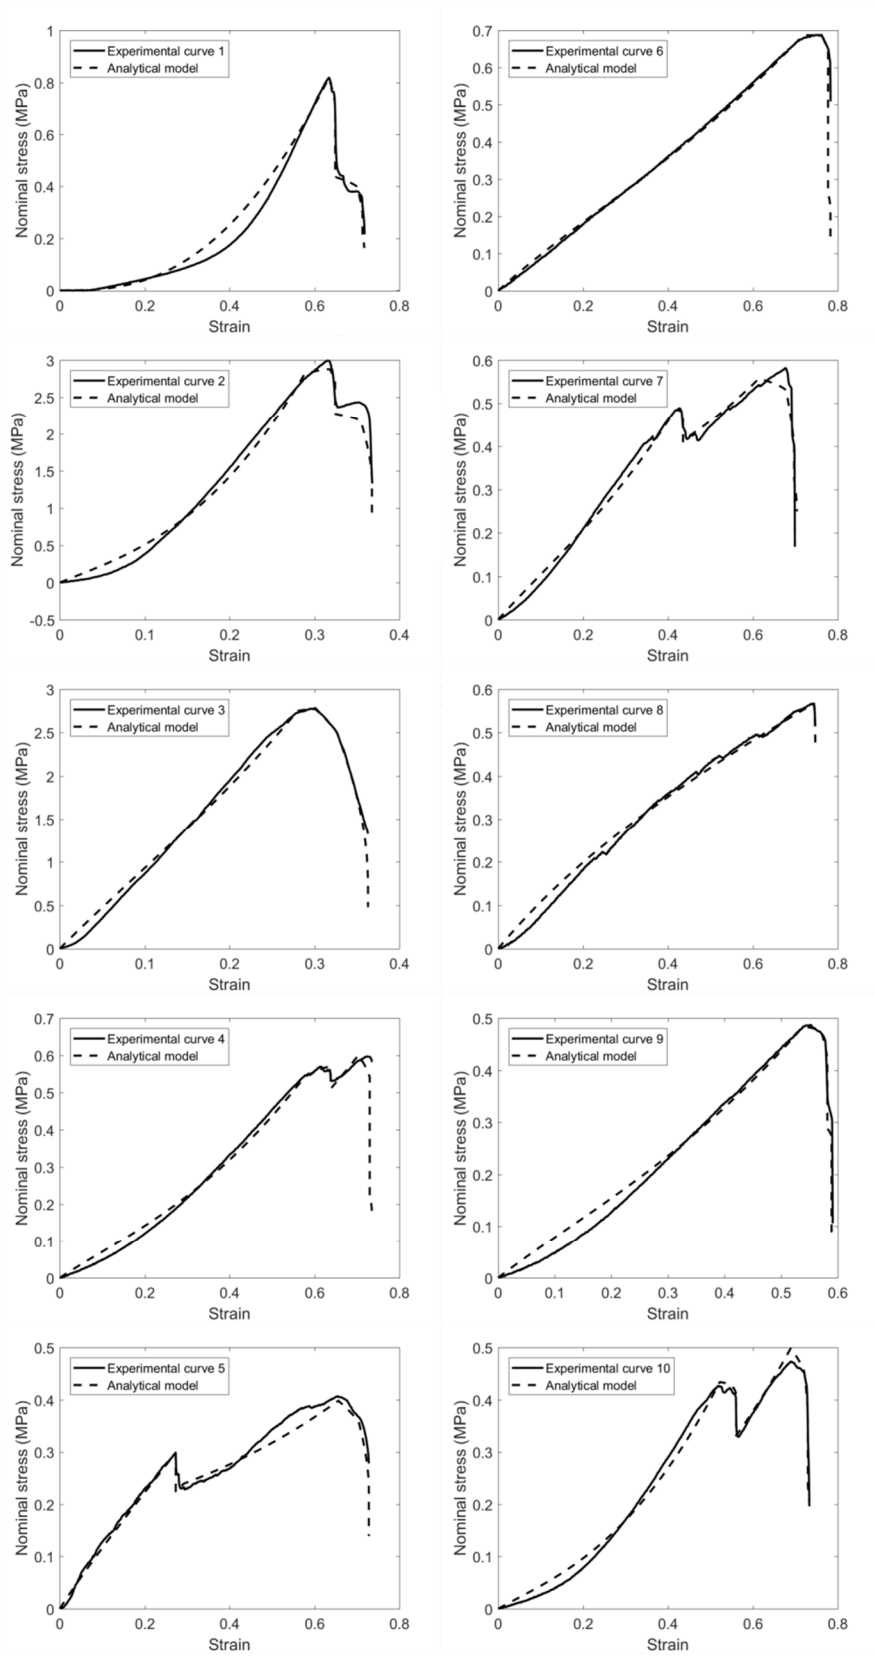 Experimental curve 1
Analytical model
Nominal stress (MPa)
1
0.8
0.6
0.4
0.2
0
0 0.2 0.4 0.6 0.8
Strain
Experimental curve 6
Analytical model
Nominal stress (MPa)
0.7
0.6
0.5
0.4
0.3
0.2
0.1
0
0 0.2 0.4 0.6 0.8
Strain
Experimental curve 2
Analytical model
Nominal stress (MPa)
3
2.5
2
1.5
1
0.5
0
-0.5
0 0.1 0.2 0.3 0.4
Strain
Experimental curve 7
Analytical model
Nominal stress (MPa)
0.6
0.5
0.4
0.3
0.2
0.1
0
0 0.2 0.4 0.6 0.8
Strain
Experimental curve 3
Analytical model
Nominal stress (MPa)
3
2.5
2
1.5
1
0.5
0
0 0.1 0.2 0.3 0.4
Strain
Experimental curve 8
Analytical model
Nominal stress (MPa)
0.6
0.5
0.4
0.3
0.2
0.1
0
0 0.2 0.4 0.6 0.8
Strain
Experimental curve 4
Analytical model
Nominal stress (MPa)
0.7
0.6
0.5
0.4
0.3
0.2
0.1
0
0 0.2 0.4 0.6 0.8
Strain
Experimental curve 9
Analytical model
Nominal stress (MPa)
0.5
0.4
0.3
0.2
0.1
0
0 0.1 0.2 0.3 0.4 0.5 0.6
Strain
Experimental curve 5
Analytical model
Nominal stress (MPa)
0.5
0.4
0.3
0.2
0.1
0
0 0.2 0.4 0.6 0.8
Strain
Experimental curve 10
Analytical model
Nominal stress (MPa)
0.5
0.4
0.3
0.2
0.1
0
0 0.2 0.4 0.6 0.8
Strain